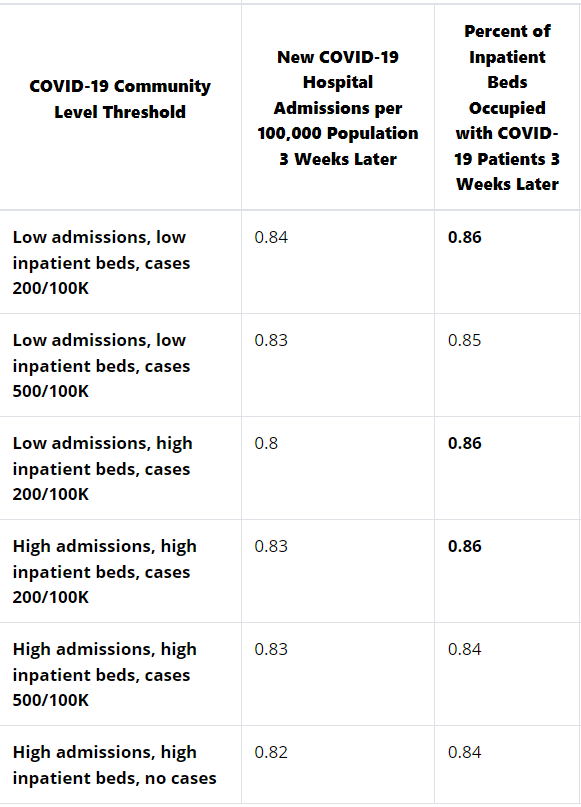 COVID-19 Community
Level Threshold
New COVID-19
Hospital
Admissions per
100,000 Population
3 Weeks Later
Percent of
Inpatient
Beds
Occupied
with COVID-
19 Patients 3
Weeks Later
Low admissions, low
inpatient beds, cases
200/100K
0.84
0.86
Low admissions, low
inpatient beds, cases
500/100K
0.83
0.85
Low admissions, high
inpatient beds, cases
200/100K
0.8
0.86
High admissions, high
inpatient beds, cases
200/100K
0.83
0.86
High admissions, high
inpatient beds, cases
500/100K
0.83
0.84
High admissions, high
inpatient beds, no cases
0.82
0.84